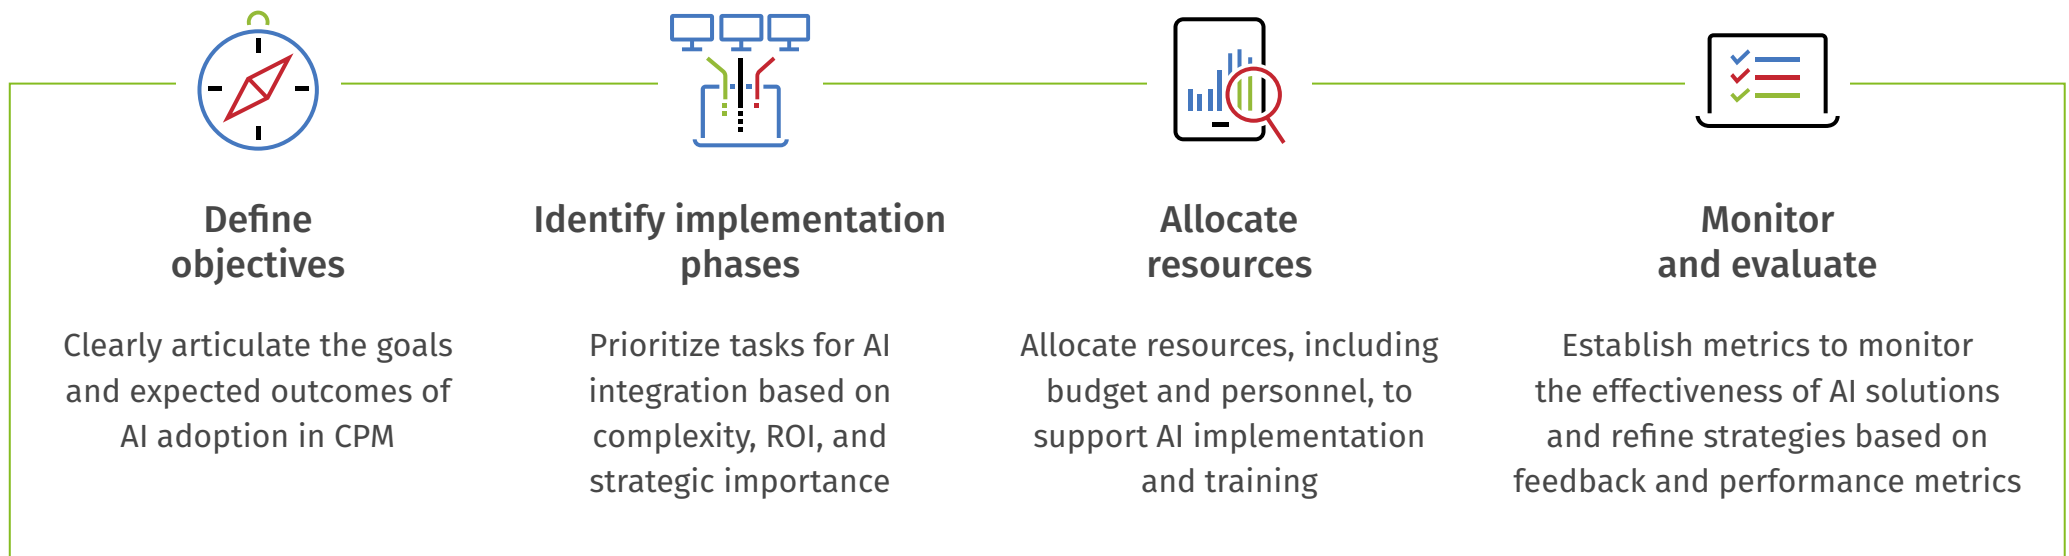 Define
objectives
Clearly articulate the goals
and expected outcomes of
AI adoption in CPM
Identify implementation
phases
Prioritize tasks for AI
integration based on
complexity, ROI, and
strategic importance
Allocate
resources
Allocate resources, including
budget and personnel, to
support AI implementation
and training
Monitor
and evaluate
Establish metrics to monitor
the effectiveness of AI solutions
and refine strategies based on
feedback and performance metrics